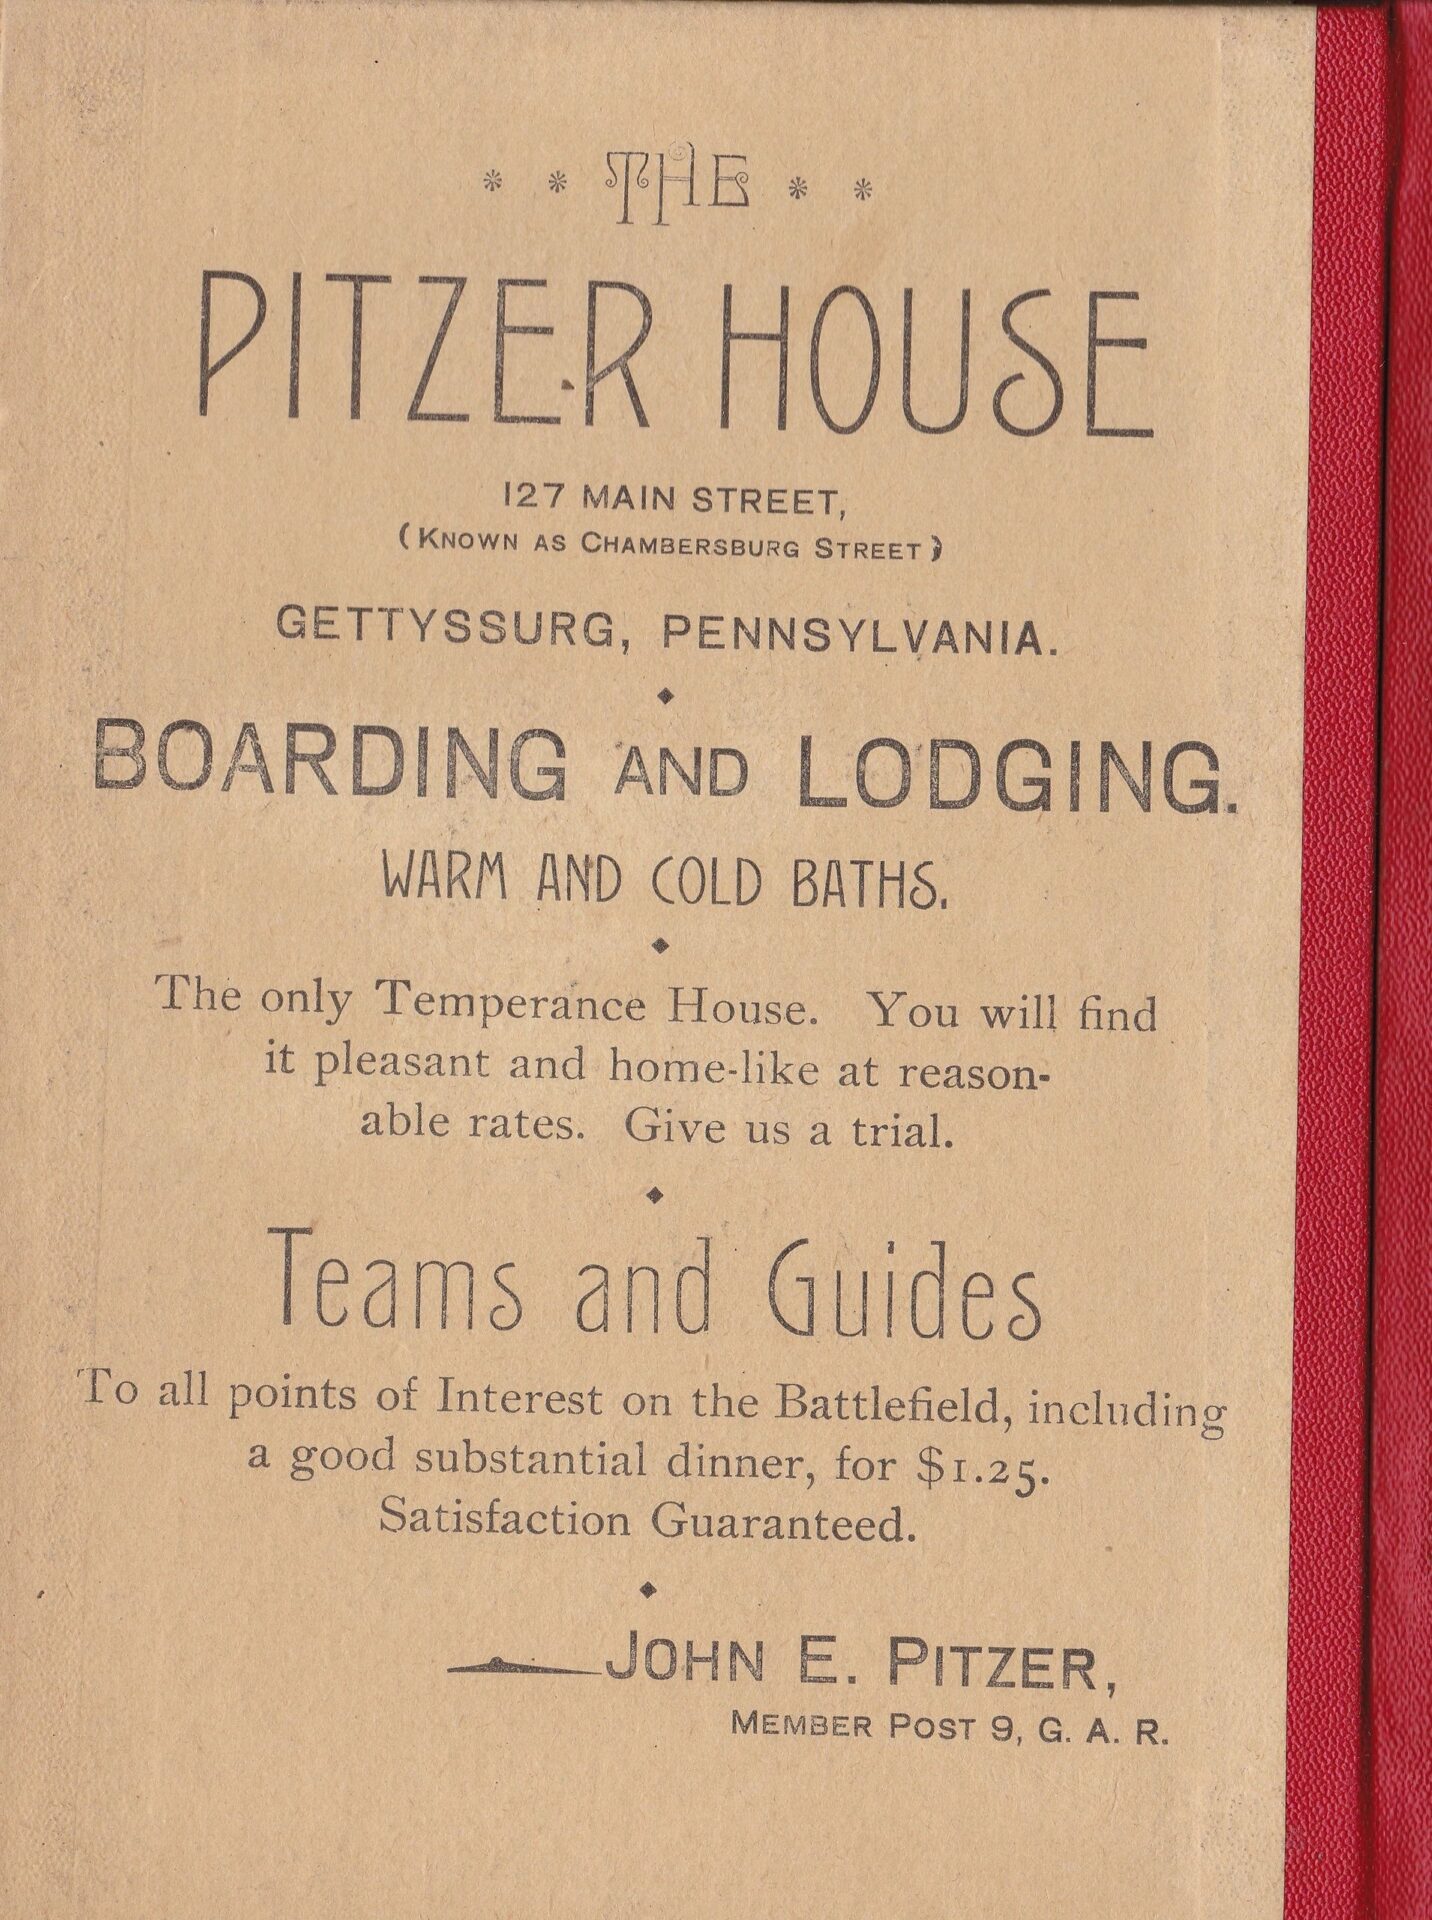 * * THE * *
PITZER HOUSE
127 MAIN STREET,
(KNOWN AS CHAMBERSBURG STREET)
GETTYSSURG, PENNSYLVANIA.
BOARDING AND LODGING.
WARM AND COLD BATHS.
The only Temperance House. You will find
it pleasant and home-like at reason-
able rates. Give us a trial.
Teams and Guides
To all points of Interest on the Battlefield, including
a good substantial dinner, for $1.25.
Satisfaction Guaranteed.
JOHN E. PITZER,
MEMBER POST 9, G. A. R.